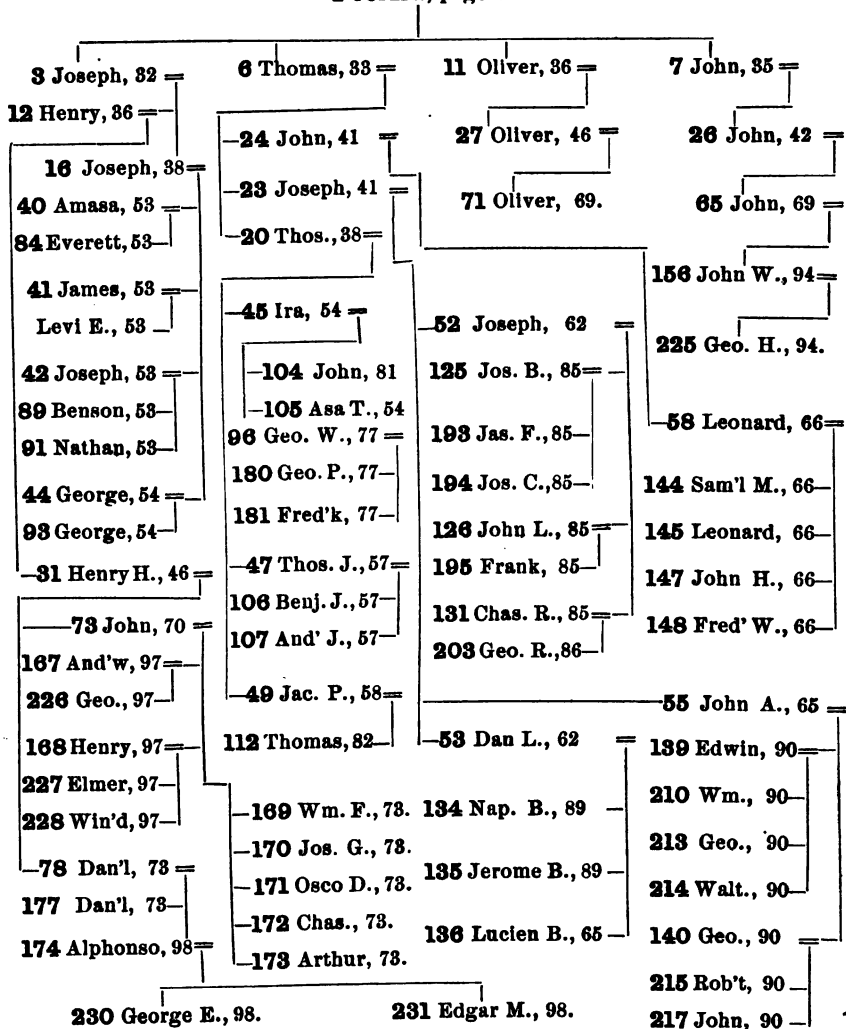 3 Joseph, 32
12 Henry, 36
16 Joseph, 38
40 Amasa, 53
84 Everett, 53
41 James, 53
Levi E., 53
42 Joseph, 53
89 Benson, 53
91 Nathan, 53
44 George, 54
93 George, 54
31 Henry H., 46
73 John, 70
167 And'w, 97
226 Geo., 97
168 Henry, 97
227 Elmer, 97
228 Win'd, 97
78 Dan'l, 73
177 Dan'l, 73
174 Alphonso, 98
230 George E., 98.
6 Thomas, 33
24 John, 41
23 Joseph, 41
20 Thos., 38
45 Ira, 54
104 John, 81
105 Asa T., 54
96 Geo. W., 77
180 Geo. P., 77
181 Fred'k, 77
47 Thos. J., 57
106 Benj. J., 57
107 And' J., 57
49 Jac. P., 58
112 Thomas, 82
169 Wm. F., 73.
170 Jos. G., 73.
171 Osco D., 73.
172 Chas., 73.
173 Arthur, 73.
11 Oliver, 36
27 Oliver, 46
71 Oliver, 69.
52 Joseph, 62
125 Jos. B., 85
193 Jas. F., 85
194 Jos. C., 85
126 John L., 85
195 Frank, 85
131 Chas. R., 85
203 Geo. R., 86
53 Dan L., 62
134 Nap. B., 89
135 Jerome B., 89
136 Lucien B., 65
231 Edgar M., 98.
7 John, 35
26 John, 42
65 John, 69
156 John W., 94
225 Geo. H., 94.
58 Leonard, 66
144 Sam'l M., 66
145 Leonard, 66
147 John H., 66
148 Fred' W., 66
55 John A., 65
139 Edwin, 90
210 Wm., 90
213 Geo., 90
214 Walt., 90
140 Geo., 90
215 Rob't, 90
217 John, 90